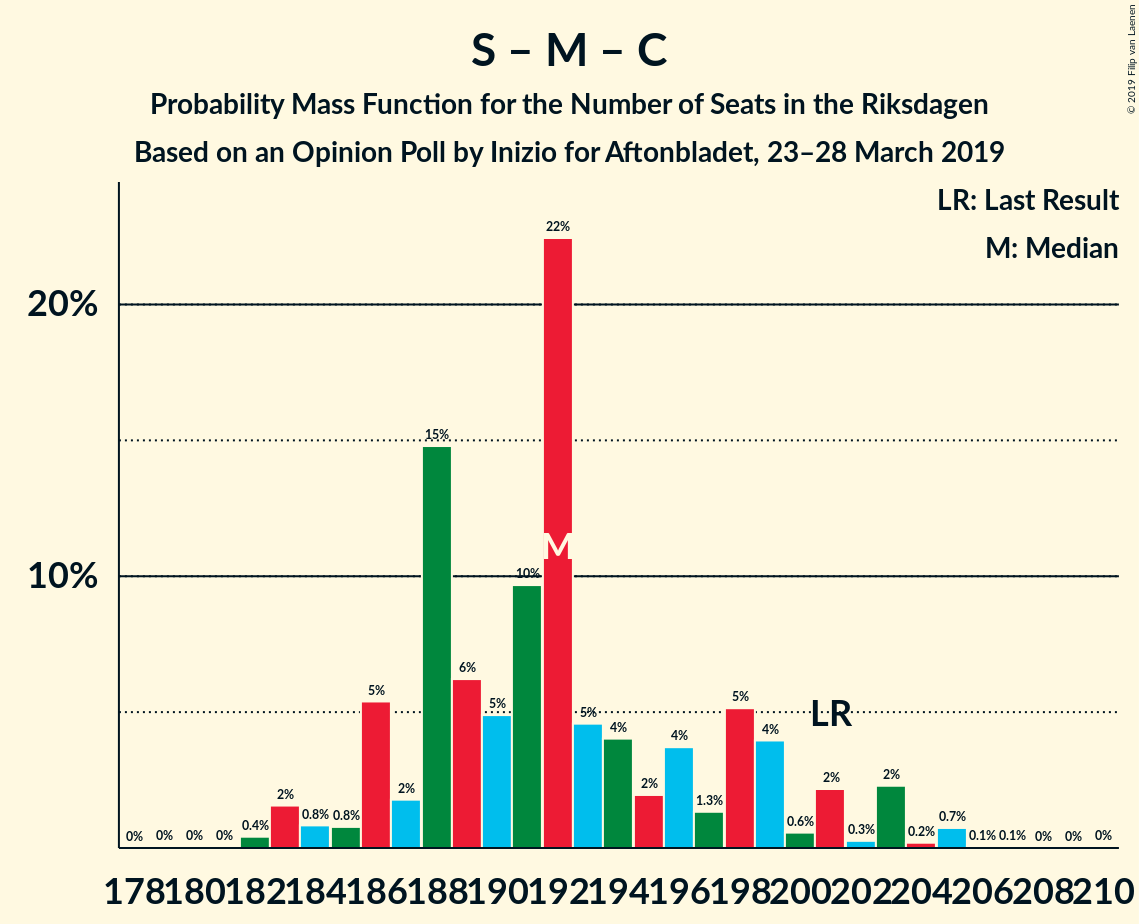 S – M – C
Probability Mass Function for the Number of Seats in the Riksdagen
Based on an Opinion Poll by Inizio for Aftonbladet, 23–28 March 2019
© 2019 Filip van Laenen
LR: Last Result
M: Median
20%
10%
0% 0% 0% 0% 0.4% 2% 0.8% 0.8% 5% 2% 15% 6% 5% 10% 22% 5% 4% 2% 4% 1.3% 5% 4% 0.6% 2% 0.3% 2% 0.2% 0.7% 0.1% 0.1% 0% 0% 0%
M
LR
178 180 182 184 186 188 190 192 194 196 198 200 202 204 206 208 210